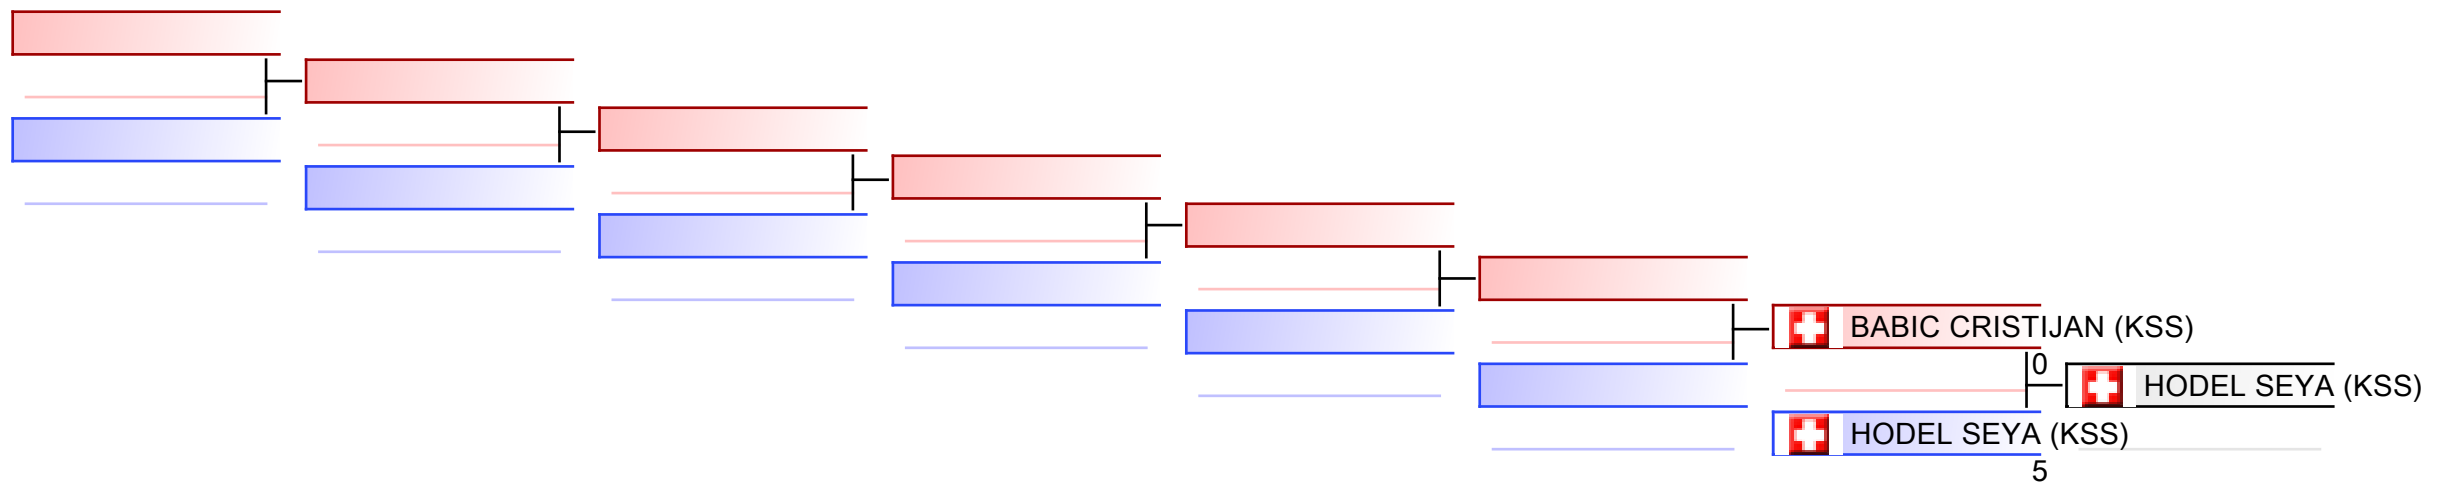 BABIC CRISTIJAN (KSS)
0
HODEL SEYA (KSS)
HODEL SEYA (KSS)
5